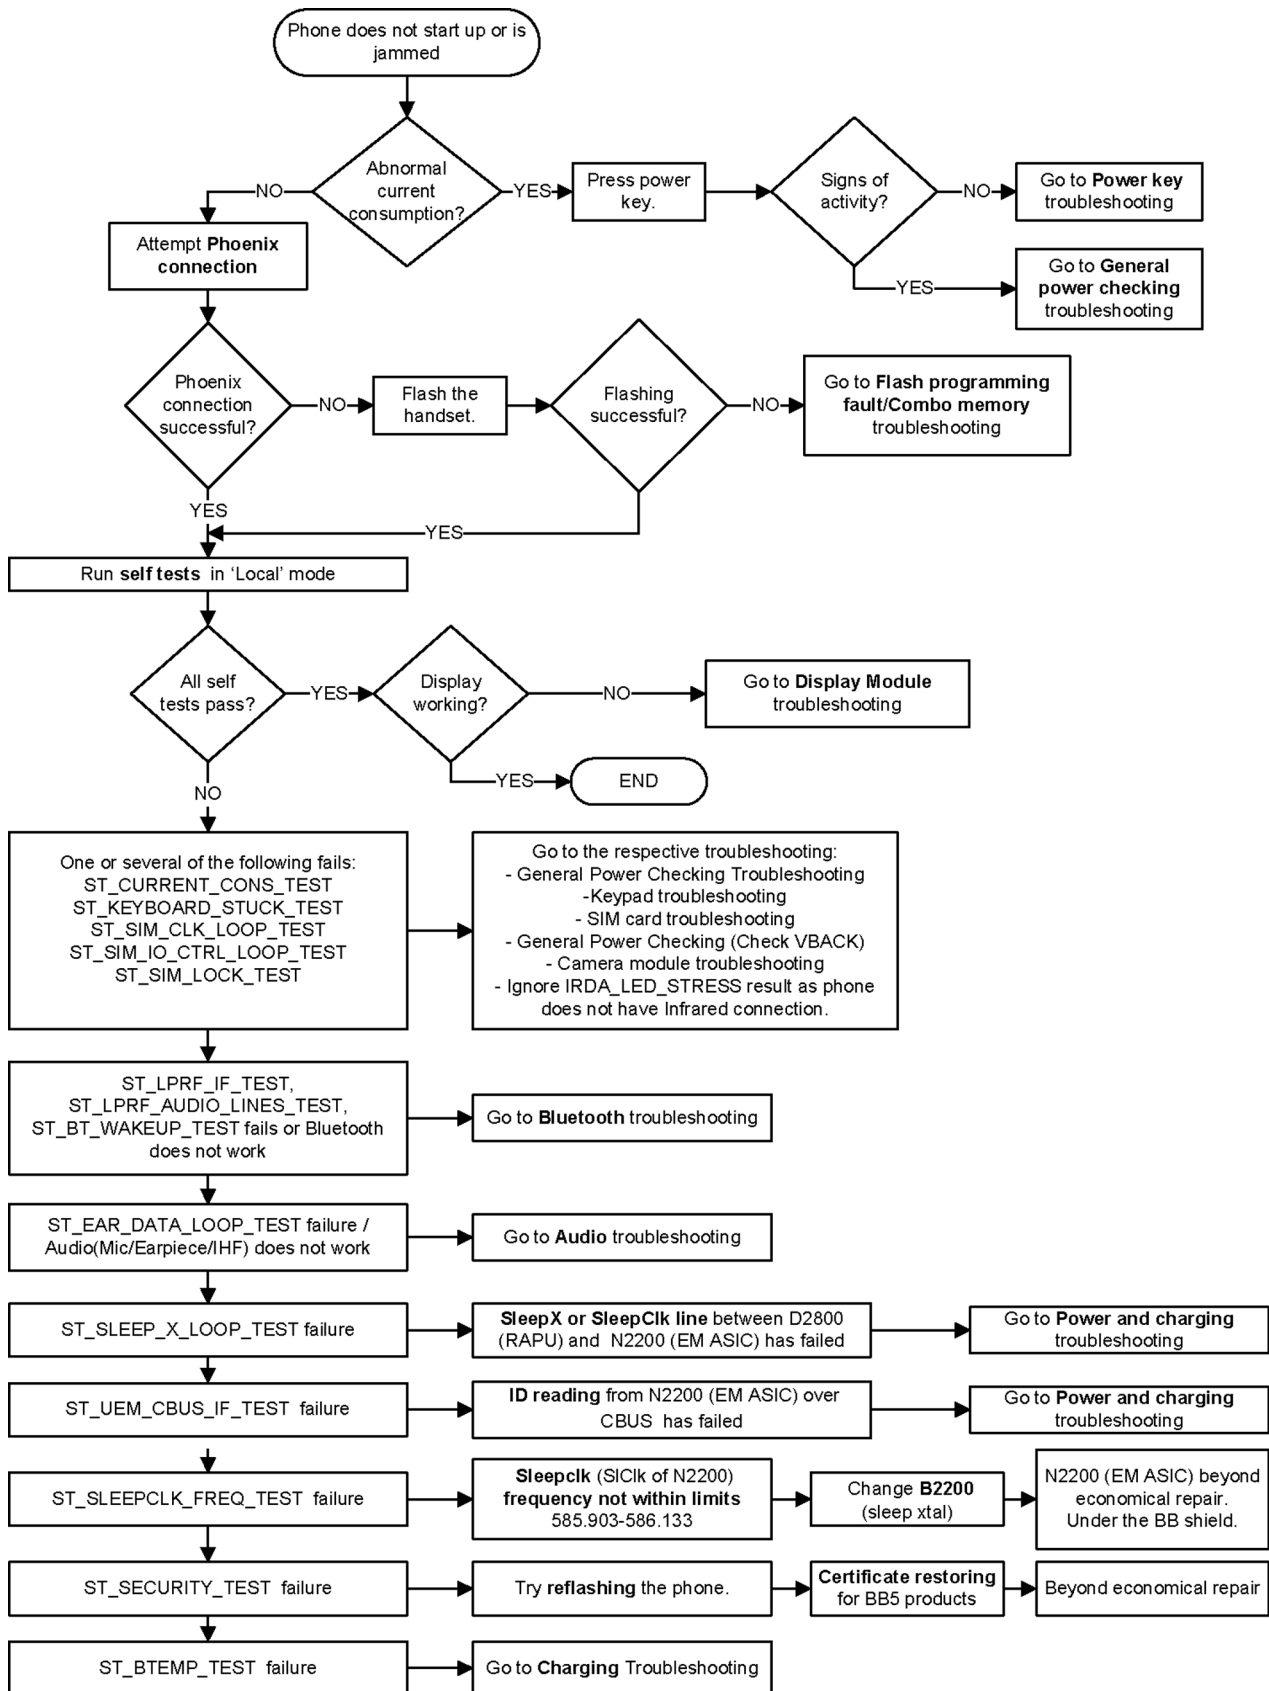 Phone does not start up or is
jammed
Abnormal
current
consumption?
NO
YES
Press power
key.
Signs of
activity?
NO
Go to Power key
troubleshooting
Attempt Phoenix
connection
YES
Go to General
power checking
troubleshooting
Phoenix
connection
successful?
NO
Flash the
handset.
Flashing
successful?
NO
Go to Flash programming
fault/Combo memory
troubleshooting
YES
YES
Run self tests in ‘Local’ mode
All self
tests pass?
YES
Display
working?
NO
Go to Display Module
troubleshooting
YES
END
NO
One or several of the following fails:
ST_CURRENT_CONS_TEST
ST_KEYBOARD_STUCK_TEST
ST_SIM_CLK_LOOP_TEST
ST_SIM_IO_CTRL_LOOP_TEST
ST_SIM_LOCK_TEST
Go to the respective troubleshooting:
- General Power Checking Troubleshooting
-Keypad troubleshooting
- SIM card troubleshooting
- General Power Checking (Check VBACK)
- Camera module troubleshooting
- Ignore IRDA_LED_STRESS result as phone
does not have Infrared connection.
ST_LPRF_IF_TEST,
ST_LPRF_AUDIO_LINES_TEST,
ST_BT_WAKEUP_TEST fails or Bluetooth
does not work
Go to Bluetooth troubleshooting
ST_EAR_DATA_LOOP_TEST failure /
Audio(Mic/Earpiece/IHF) does not work
Go to Audio troubleshooting
ST_SLEEP_X_LOOP_TEST failure
SleepX or SleepClk line between D2800
(RAPU) and N2200 (EM ASIC) has failed
Go to Power and charging
troubleshooting
ST_UEM_CBUS_IF_TEST failure
ID reading from N2200 (EM ASIC) over
CBUS has failed
Go to Power and charging
troubleshooting
ST_SLEEPCLK_FREQ_TEST failure
Sleepclk (SlClk of N2200)
frequency not within limits
585.903-586.133
Change B2200
(sleep xtal)
N2200 (EM ASIC) beyond
economical repair.
Under the BB shield.
ST_SECURITY_TEST failure
Try reflashing the phone.
Certificate restoring
for BB5 products
Beyond economical repair
ST_BTEMP_TEST failure
Go to Charging Troubleshooting